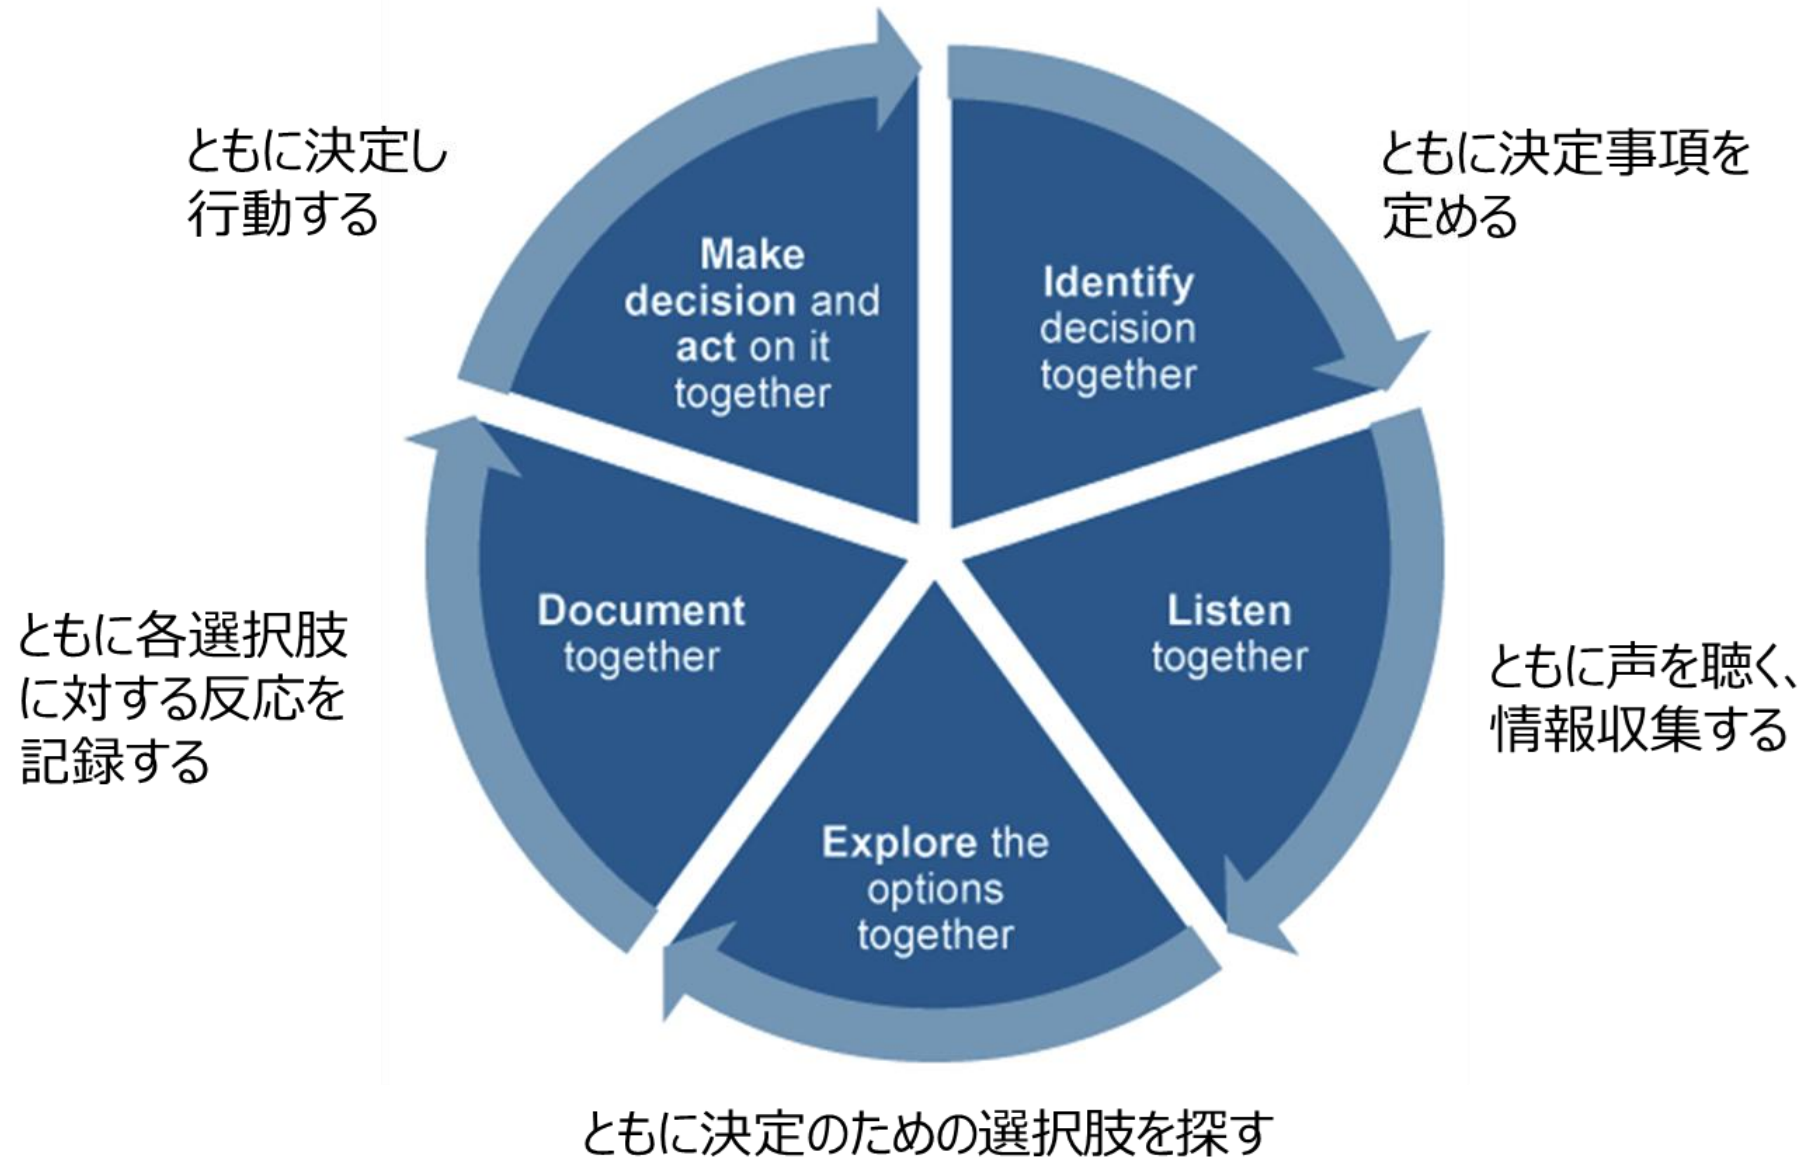 ともに決定し
行動する
Make
decision and
act on it
together
Identify
decision
together
ともに決定事項を
定める
Listen
together
ともに声を聴く、
情報収集する
Explore the
options
together
ともに決定のための選択肢を探す
Document
together
ともに各選択肢
に対する反応を
記録する